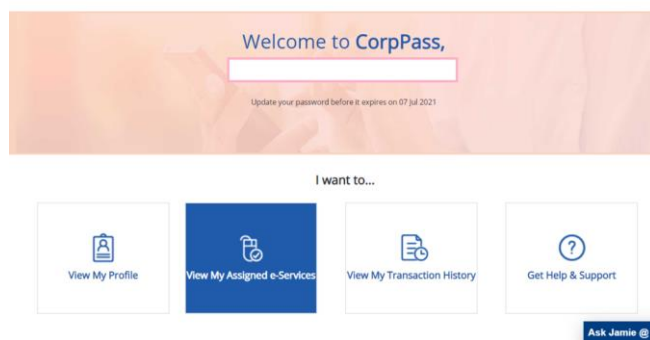 Welcome to CorpPass,
Update your password before it expires on 07 Jul 2021
I want to...
View My Profile
View My Assigned e-Services
View My Transaction History
Get Help & Support
Ask Jamie @